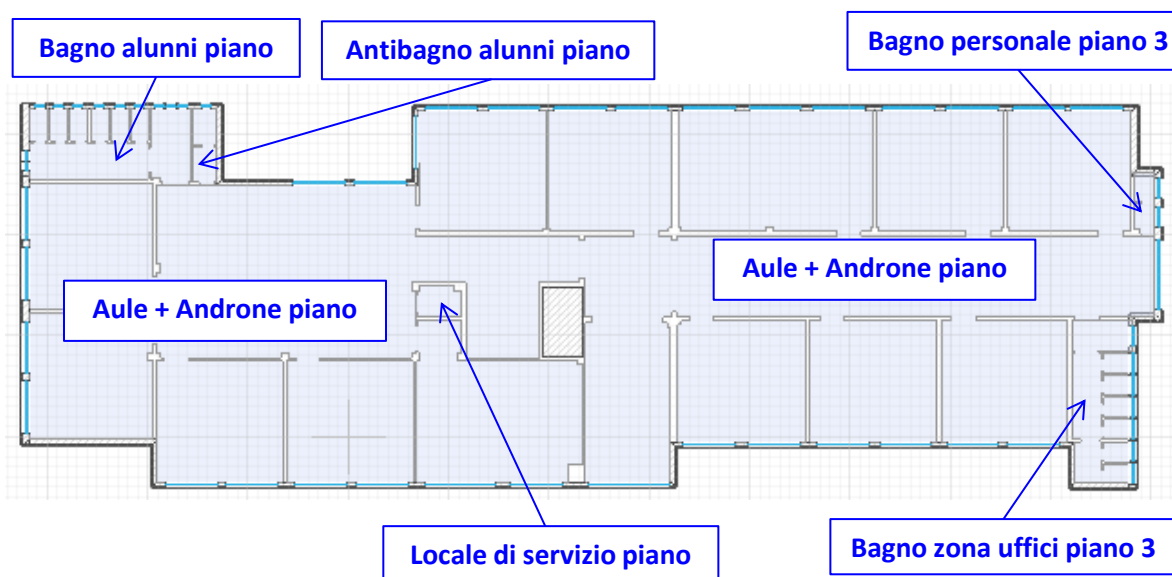 Bagno alunni piano
Antibagno alunni piano
Bagno personale piano 3
Aule + Androne piano
Aule + Androne piano
Locale di servizio piano
Bagno zona uffici piano 3